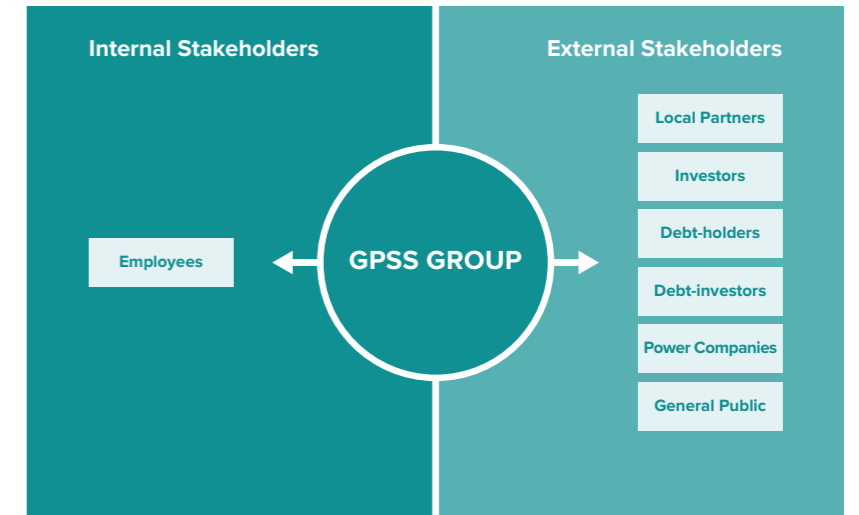 Internal Stakeholders
External Stakeholders
Local Partners
Investors
Debt-holders
Debt-investors
Power Companies
General Public
Employees
GPSS GROUP